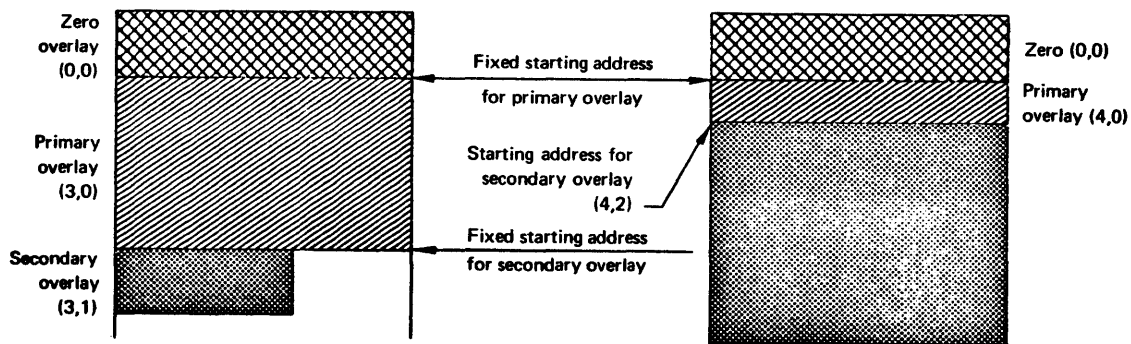 Zero
overlay
(0,0)
Primary
overlay
(3,0)
Secondary
overlay
(3,1)
Fixed starting address
for primary overlay
Starting address for
secondary overlay
(4,2)
Fixed starting address
for secondary overlay
Zero (0,0)
Primary
overlay (4,0)